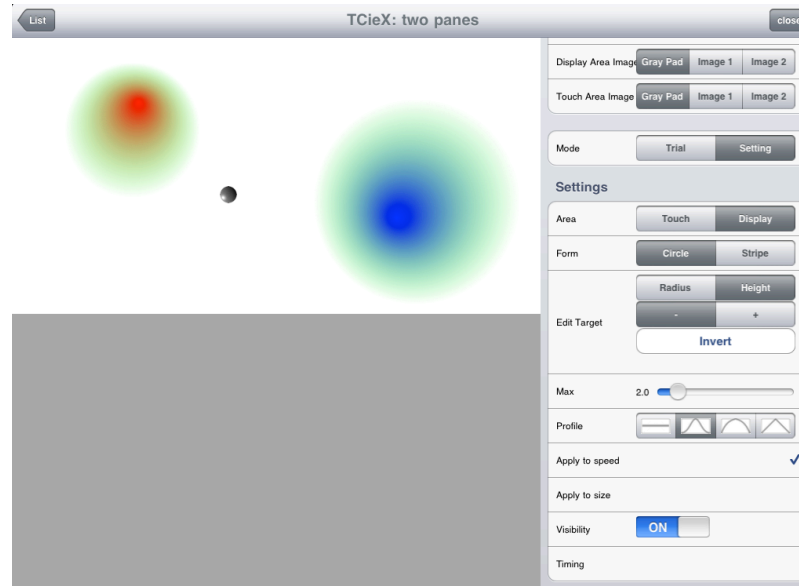 List
TCieX: two panes
close
Display Area Image Gray Pad Image 1 Image 2
Touch Area Image Gray Pad Image 1 Image 2
Mode Trial Setting
Settings
Area Touch Display
Form Circle Stripe
Radius Height
- +
Edit Target
Invert
Max 2.0
Profile
Apply to speed
Apply to size
Visibility ON
Timing